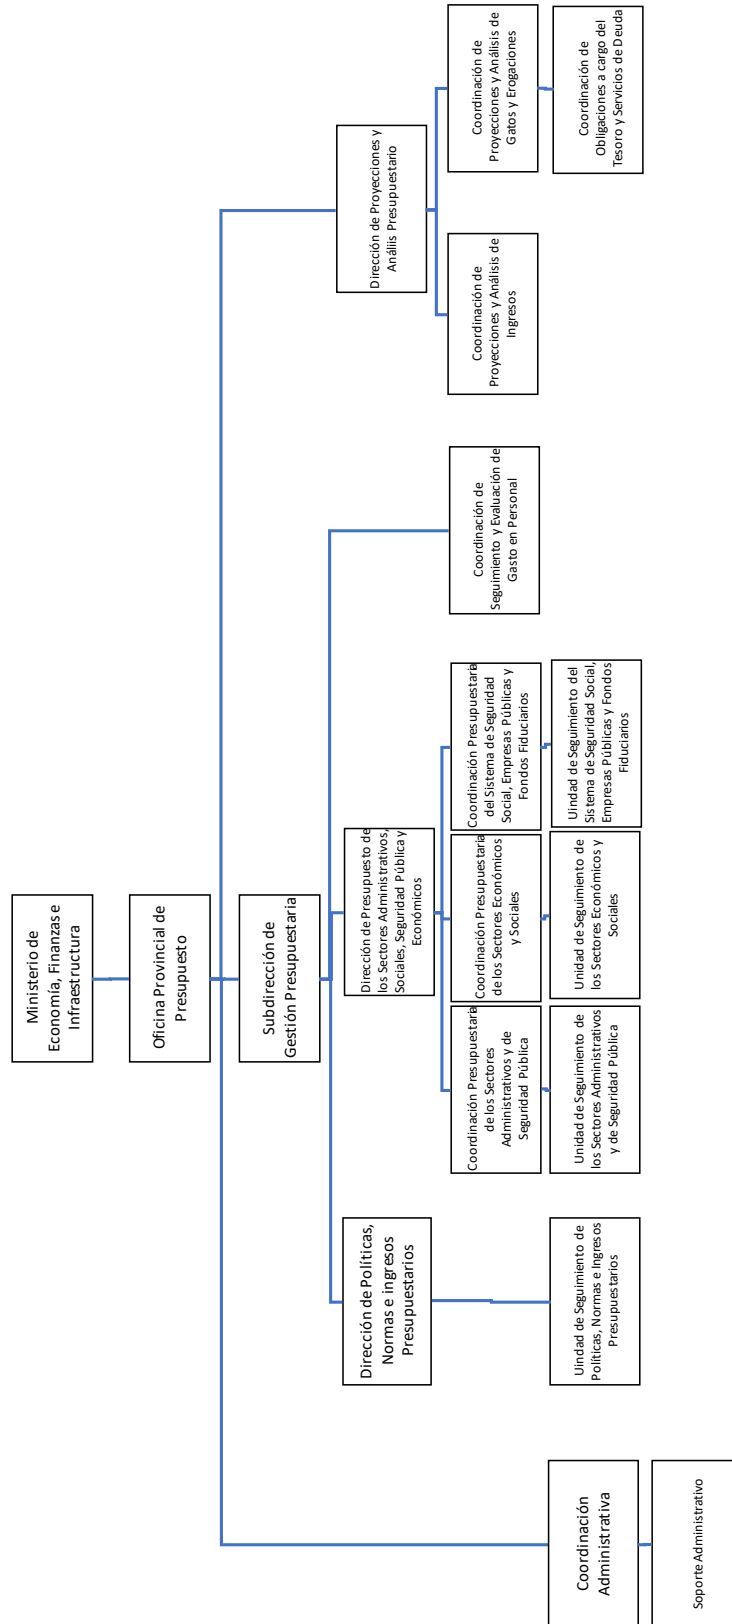 Ministerio de
Economía, Finanzas e
Infraestructura
Oficina Provincial de
Presupuesto
Subdirección de
Gestión Presupuestaria
Dirección de Políticas,
Normas e ingresos
Presupuestarios
Dirección de Presupuesto de
los Sectores Administrativos,
Sociales, Seguridad Pública y
Económicos
Dirección de Proyecciones y
Análiis Presupuestario
Coordinación Presupuestaria
de los Sectores
Administrativos y de
Seguridad Pública
Coordinación Presupuestaria
de los Sectores Económicos
y Sociales
Coordinación Presupuestaria
del Sistema de Seguridad
Social, Empresas Públicas y
Fondos Fiduciarios
Coordinación de
Seguimiento y Evaluación de
Gasto en Personal
Coordinación de
Proyecciones y Análisis de
Ingresos
Coordinación de
Proyecciones y Análisis de
Gatos y Erogaciones
Coordinación
Administrativa
Uindad de Seguimiento de
Políticas, Normas e Ingresos
Presupuestarios
Unidad de Seguimiento de
los Sectores Administrativos
y de Seguridad Pública
Unidad de Seguimiento de
los Sectores Económicos y
Sociales
Uindad de Seguimiento del
Sistema de Seguridad Social,
Empresas Públicas y Fondos
Fiduciarios
Coordinación de
Obligaciones a cargo del
Tesoro y Servicios de Deuda
Soporte Administrativo